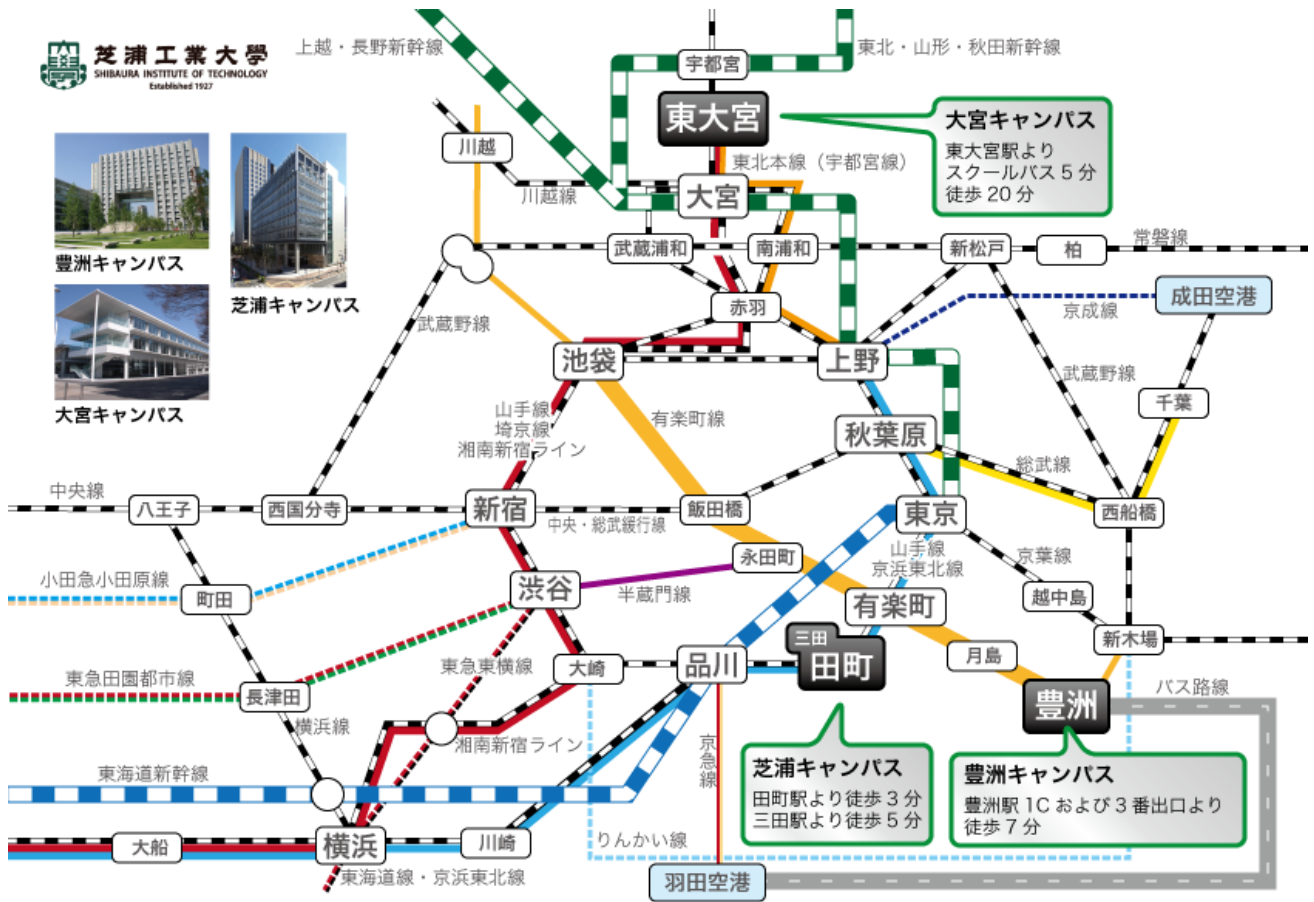 芝浦工業大學
SHIBAURA INSTITUTE OF TECHNOLOGY
Established 1927
上越・長野新幹線
東北・山形・秋田新幹線
宇都宮
東大宮
大宮キャンパス
東大宮駅より
スクールバス 5 分
徒歩 20 分
川越
東北本線（宇都宮線）
川越線
大宮
豊洲キャンパス
芝浦キャンパス
大宮キャンパス
武蔵浦和
南浦和
新松戸
柏
常磐線
成田空港
京成線
武蔵野線
赤羽
池袋
上野
武蔵野線
千葉
山手線
埼京線
湘南新宿ライン
有楽町線
秋葉原
総武線
中央線
八王子
西国分寺
新宿
中央・総武緩行線
飯田橋
東京
西船橋
山手線
京浜東北線
京葉線
永田町
小田急小田原線
町田
渋谷
半蔵門線
有楽町
越中島
新木場
三田
田町
月島
東急田園都市線
長津田
東急東横線
大崎
品川
豊洲
バス路線
横浜線
湘南新宿ライン
京急線
東海道新幹線
芝浦キャンパス
田町駅より徒歩 3 分
三田駅より徒歩 5 分
豊洲キャンパス
豊洲駅 1C および 3 番出口より
徒歩 7 分
大船
横浜
川崎
りんかい線
東海道線・京浜東北線
羽田空港